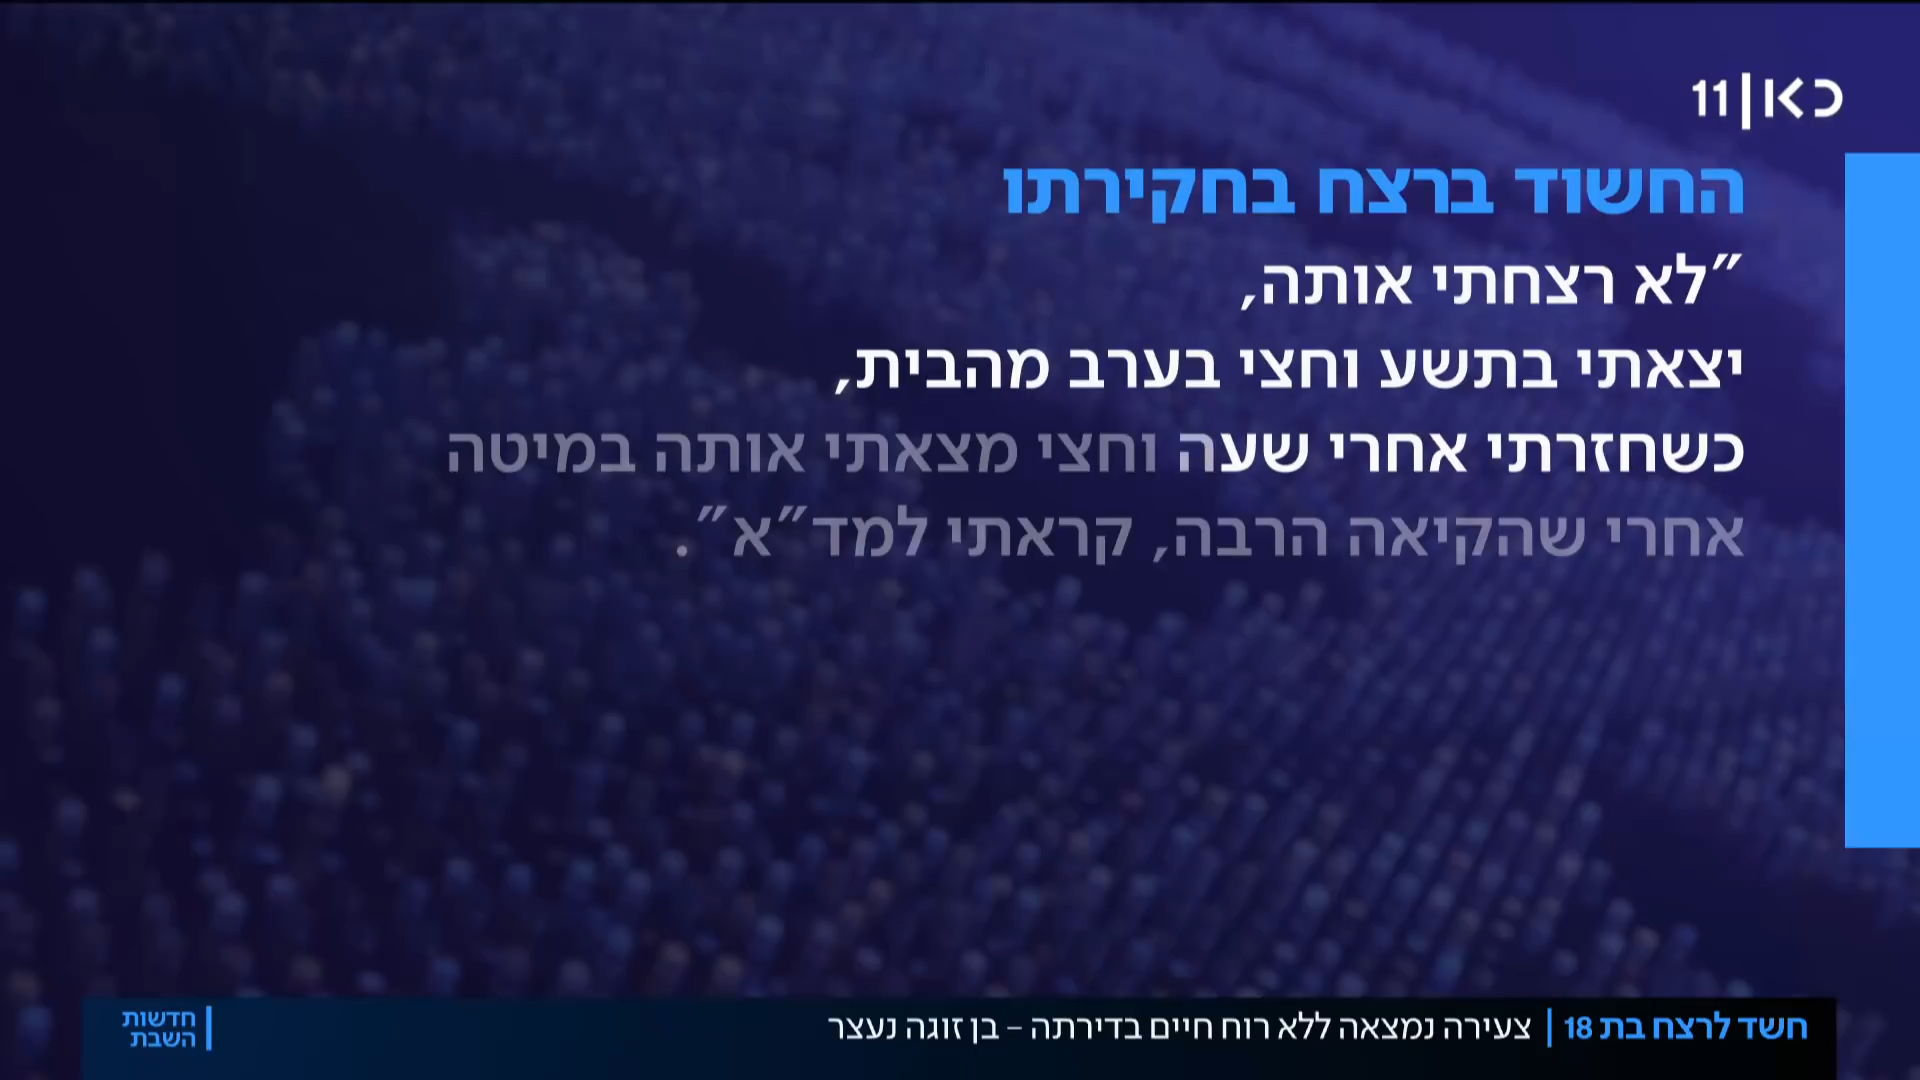 כאן|11
החשוד ברצח בחקירתו
"לא רצחתי אותה,
יצאתי בתשע וחצי בערב מהבית,
כשחזרתי אחרי שעה וחצי מצאתי אותה במיטה
אחרי שהקיאה הרבה, קראתי למד"א".
חשד לרצח בת 18 | צעירה נמצאה ללא רוח חיים בדירתה – בן זוגה נעצר
חדשות
השבת